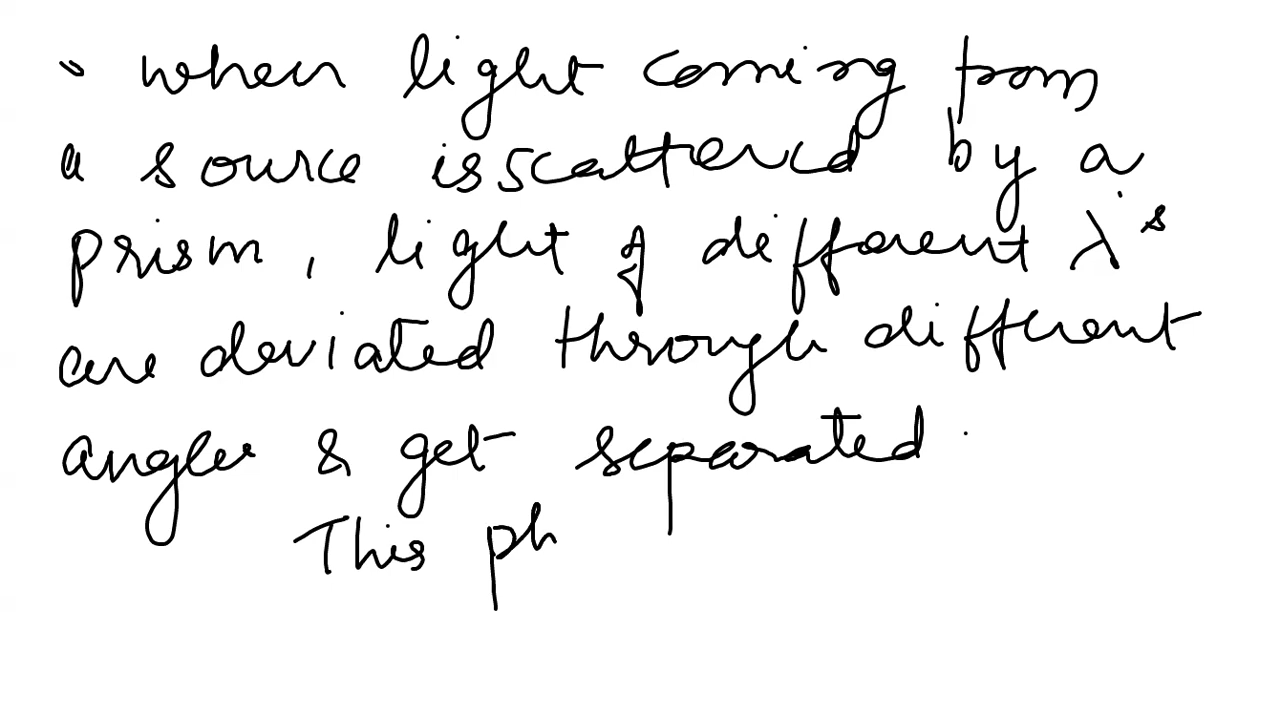 when light coming from
a source is scattered by a
prism, light of different λ's
are deviated through different
angles & get separated.
This ph